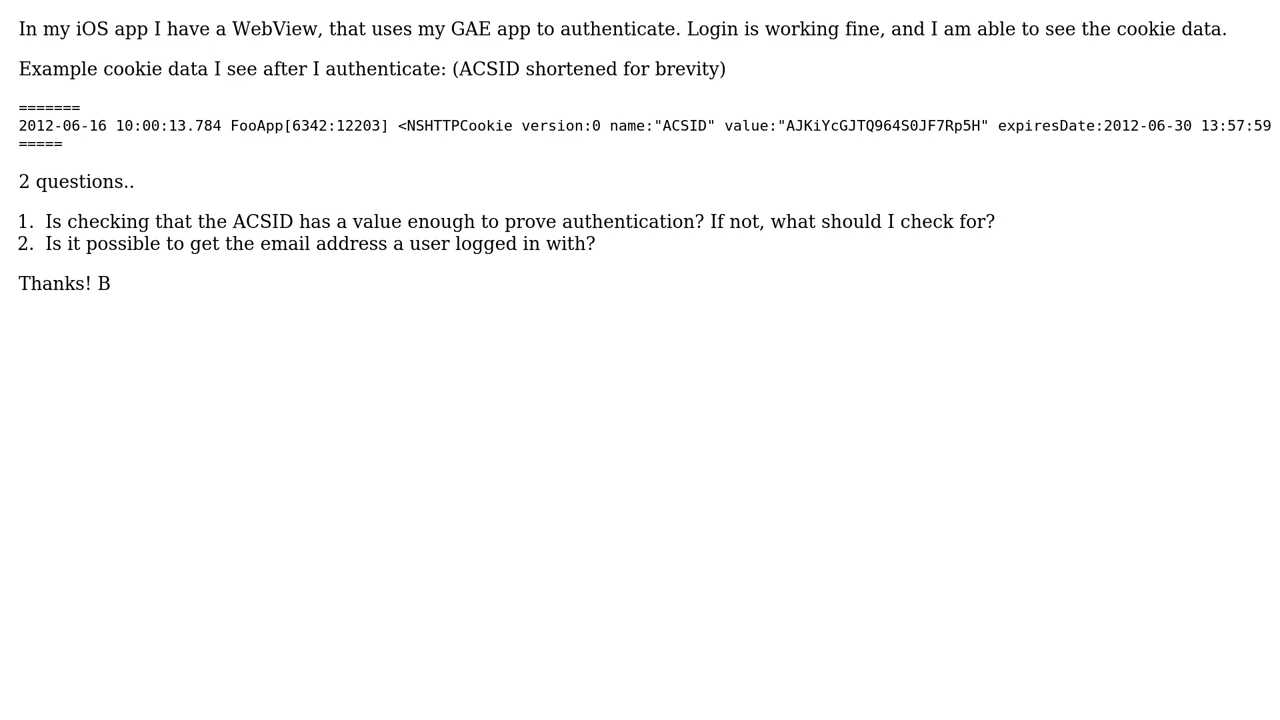 In my iOS app I have a WebView, that uses my GAE app to authenticate. Login is working fine, and I am able to see the cookie data.
Example cookie data I see after I authenticate: (ACSID shortened for brevity)
=======
2012-06-16 10:00:13.784 FooApp[6342:12203] <NSHTTPCookie version:0 name:"ACSID" value:"AJKiYcGJTQ964S0JF7Rp5H" expiresDate:2012-06-30 13:57:59
=====
2 questions..
1. Is checking that the ACSID has a value enough to prove authentication? If not, what should I check for?
2. Is it possible to get the email address a user logged in with?
Thanks! B